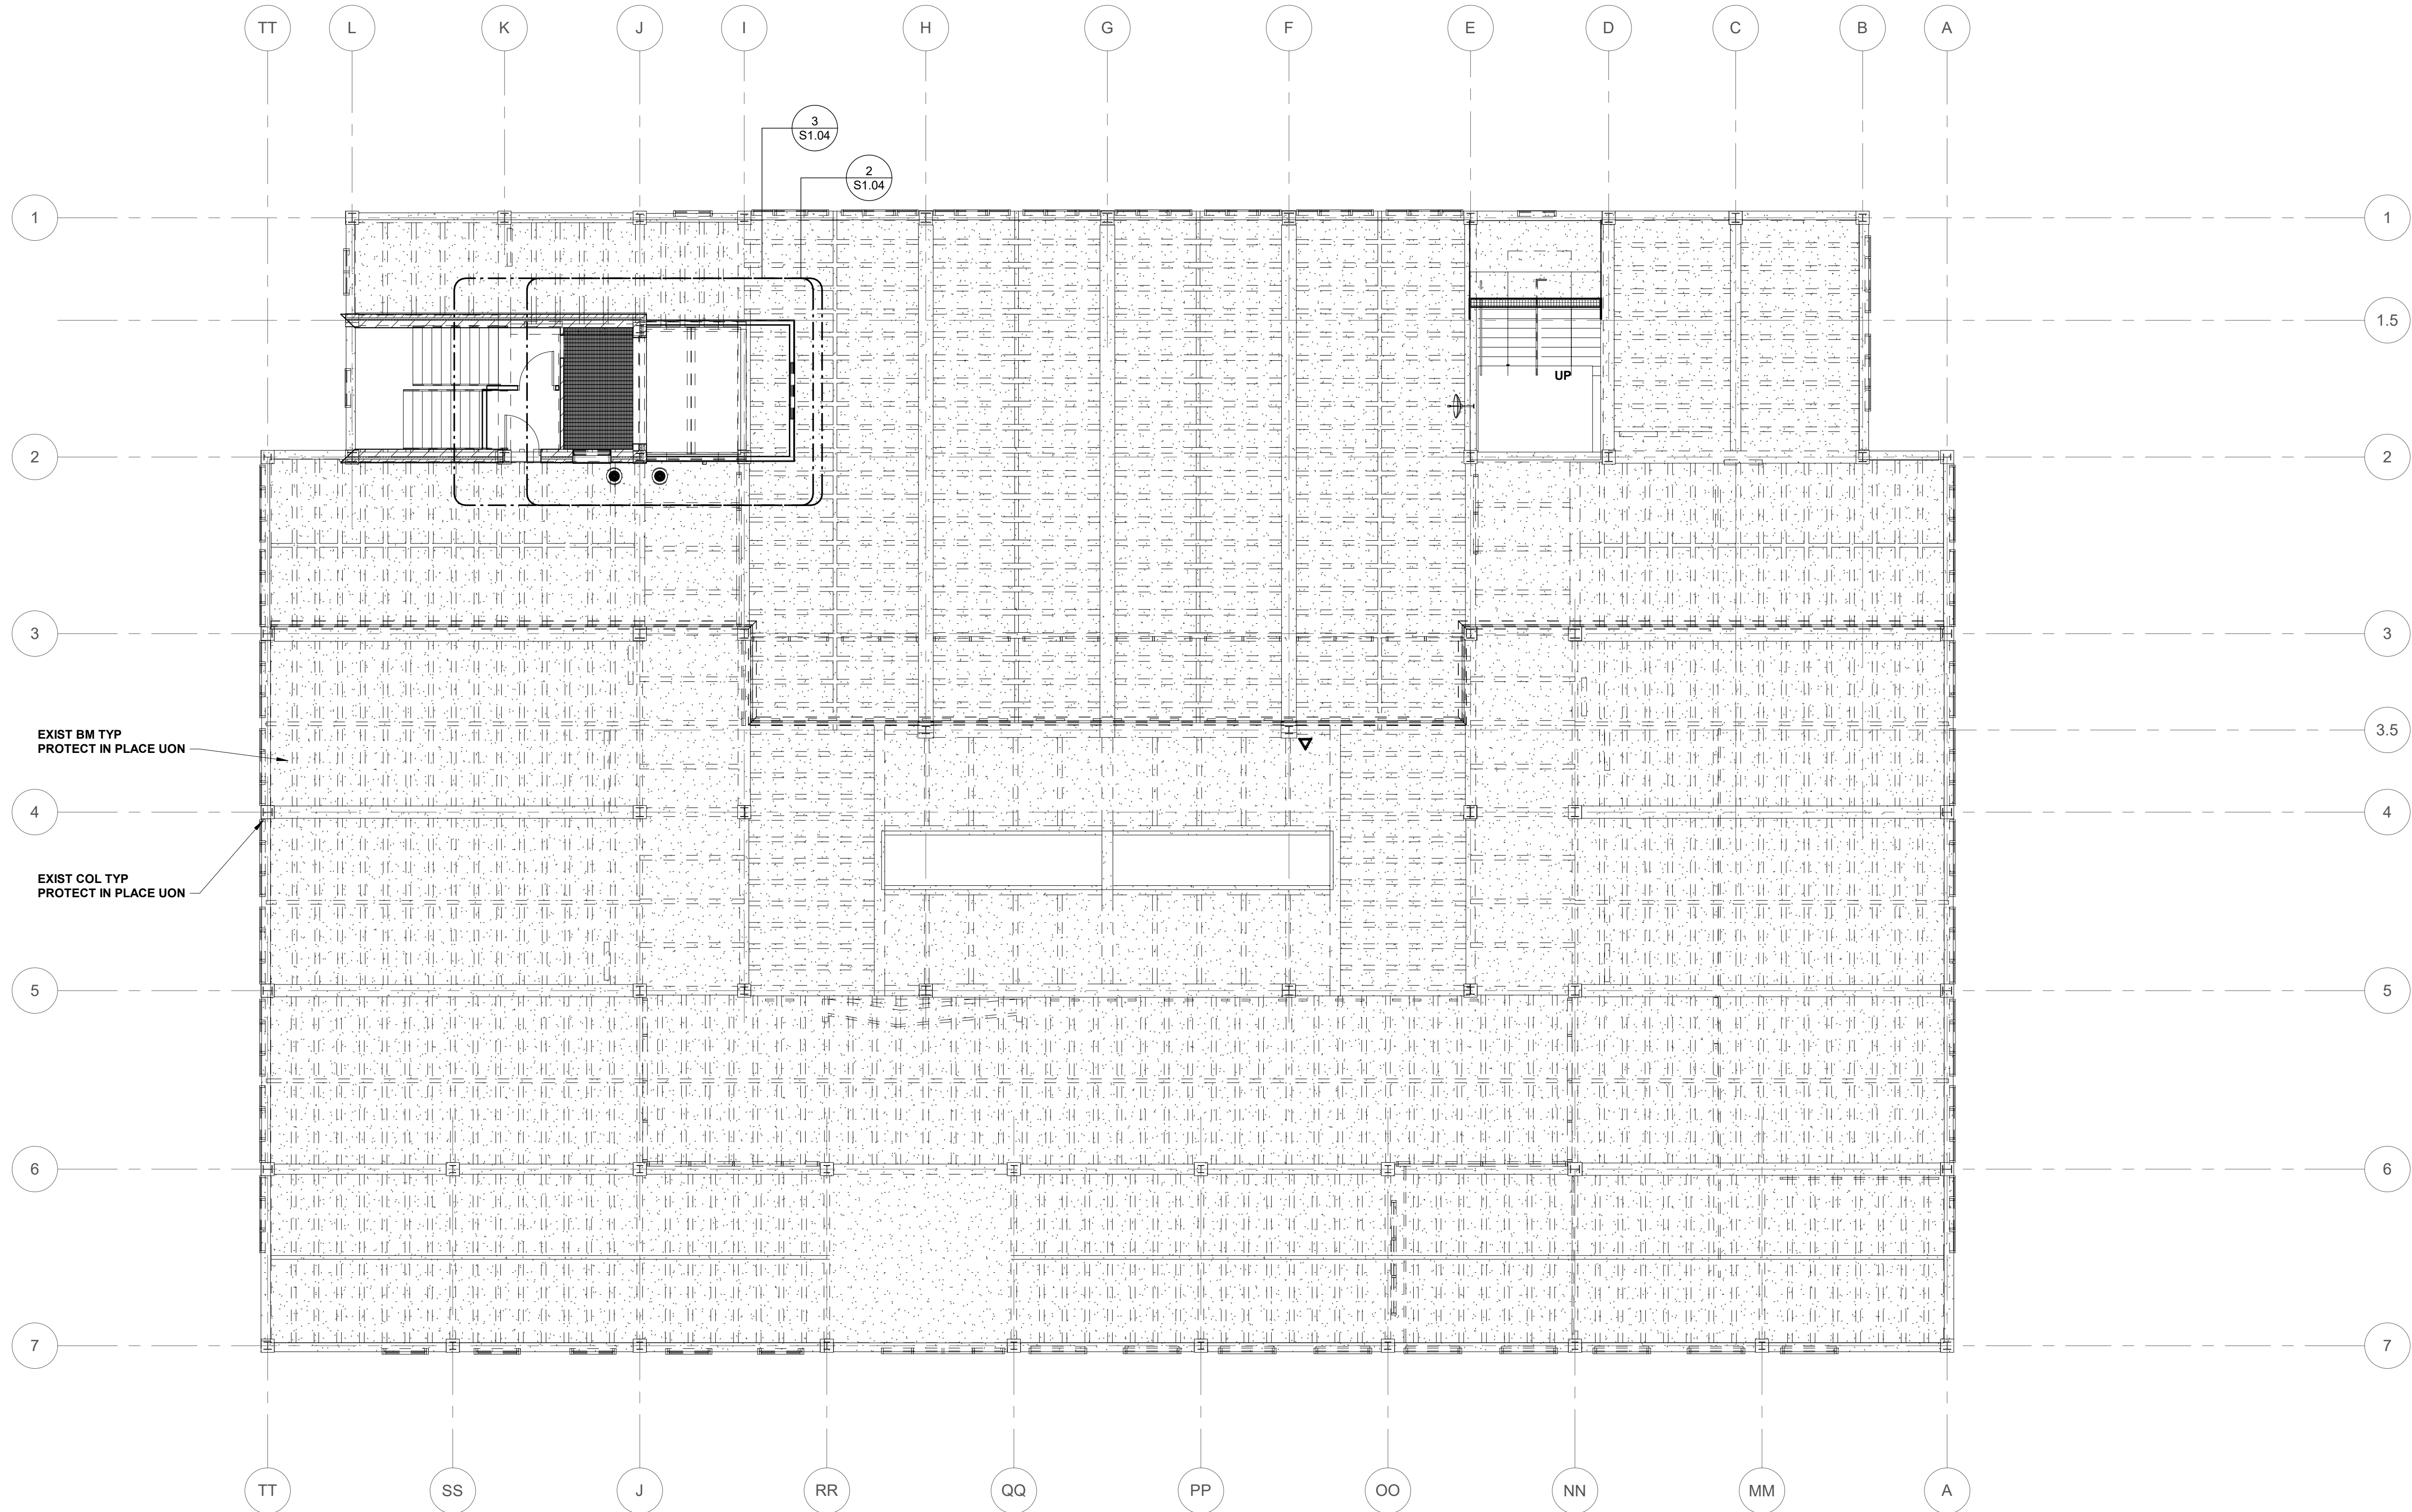 TT L K J I H G F E D C B A
3
S1.04
2
S1.04
1 1
1.5
UP
2 2
3 3
EXIST BM TYP
PROTECT IN PLACE UON
3.5
4 4
EXIST COL TYP
PROTECT IN PLACE UON
5 5
6 6
7 7
TT SS J RR QQ PP OO NN MM A